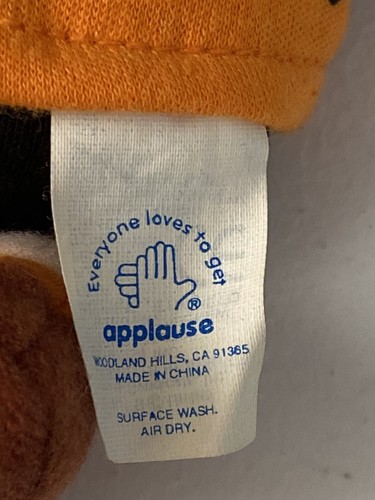 Everyone loves to get
®
applause
WOODLAND HILLS, CA 91365
MADE IN CHINA
SURFACE WASH.
AIR DRY.